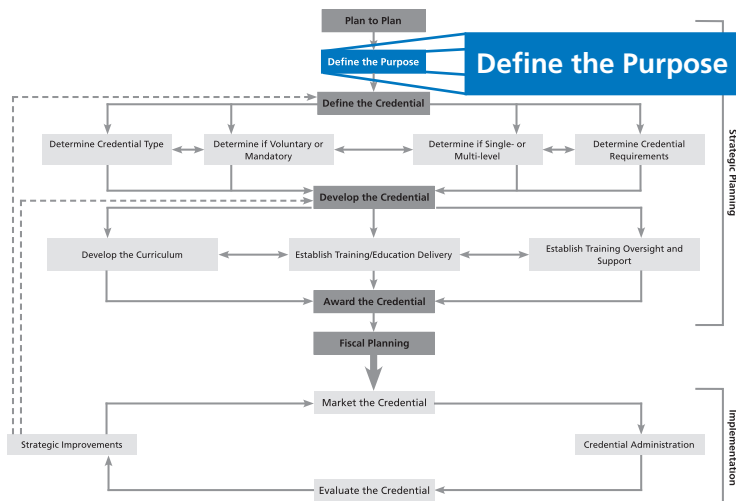 Plan to Plan
Define the Purpose
Define the Purpose
Define the Credential
Determine Credential Type
Determine if Voluntary or
Mandatory
Determine if Single- or
Multi-level
Determine Credential
Requirements
Strategic Planning
Develop the Credential
Develop the Curriculum
Establish Training/Education Delivery
Establish Training Oversight and
Support
Award the Credential
Fiscal Planning
Market the Credential
Strategic Improvements
Credential Administration
Implementation
Evaluate the Credential